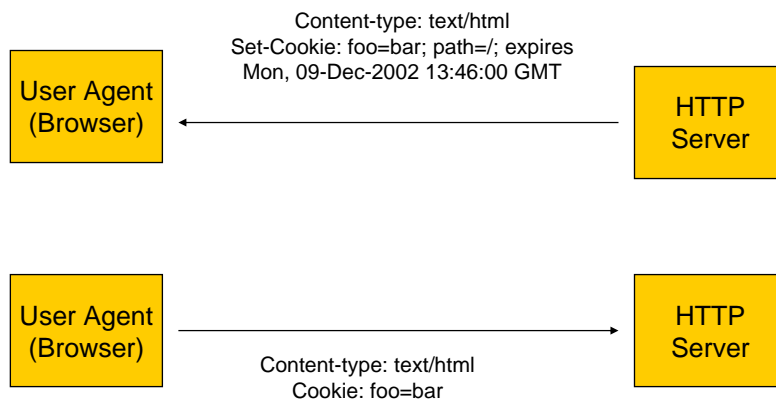 Content-type: text/html
Set-Cookie: foo=bar; path=/; expires
Mon, 09-Dec-2002 13:46:00 GMT
User Agent
(Browser)
HTTP
Server
User Agent
(Browser)
HTTP
Server
Content-type: text/html
Cookie: foo=bar